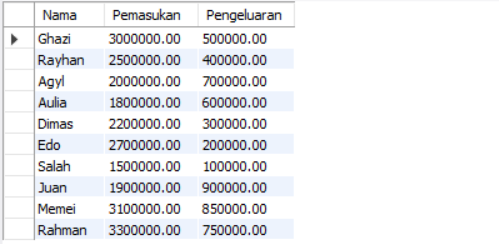 Nama Pemasukan Pengeluaran
Ghazi 3000000.00 500000.00
Rayhan 2500000.00 400000.00
Agyl 2000000.00 700000.00
Aulia 1800000.00 600000.00
Dimas 2200000.00 300000.00
Edo 2700000.00 200000.00
Salah 1500000.00 100000.00
Juan 1900000.00 900000.00
Memei 3100000.00 850000.00
Rahman 3300000.00 750000.00